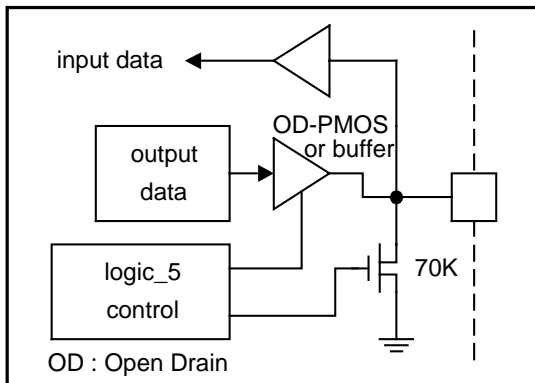 input data
OD-PMOS
or buffer
output
data
logic_5
control
70K
OD : Open Drain